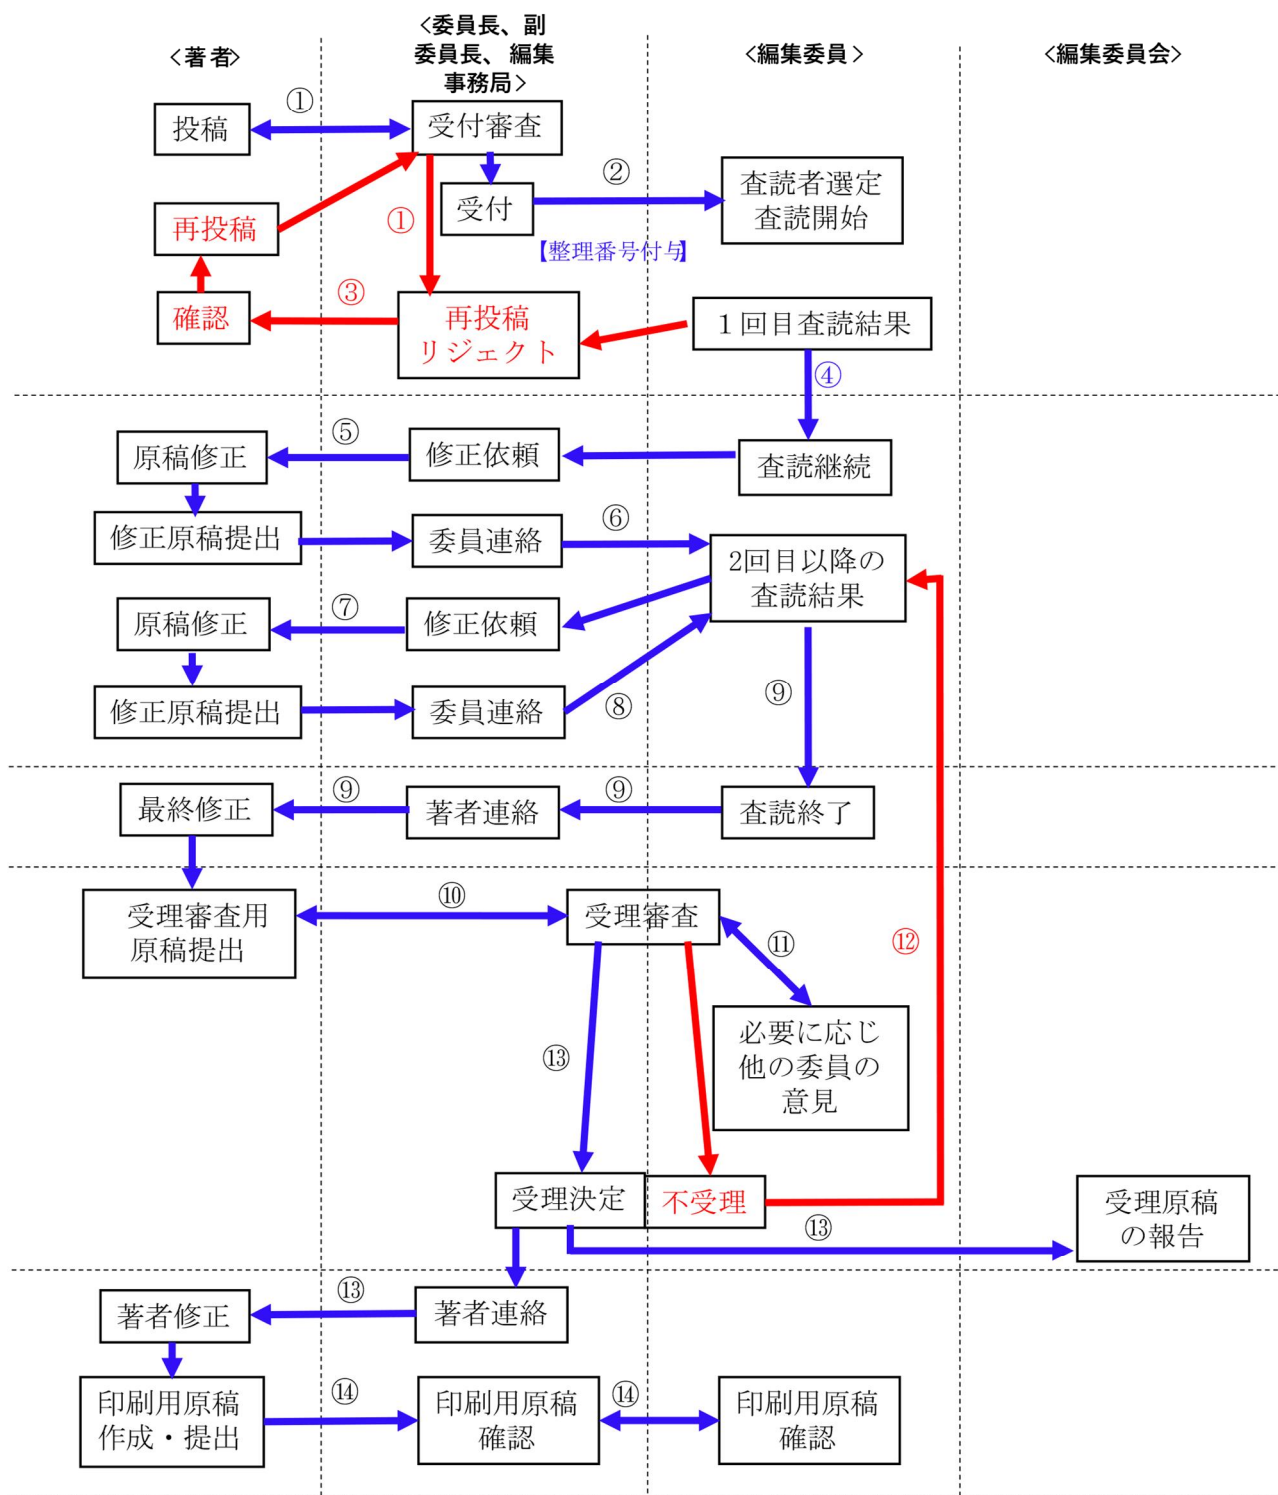 <著者>
<委員長、副
委員長、編集
事務局>
<編集委員>
<編集委員会>
投稿
①
受付審査
受付
②
査読者選定
査読開始
【整理番号付与】
再投稿
①
確認
③
再投稿
リジェクト
1回目査読結果
④
原稿修正
⑤
修正依頼
査読継続
修正原稿提出
委員連絡
⑥
2回目以降の
査読結果
原稿修正
⑦
修正依頼
修正原稿提出
委員連絡
⑧
⑨
最終修正
⑨
著者連絡
⑨
査読終了
受理審査用
原稿提出
⑩
受理審査
⑪
⑫
必要に応じ
他の委員の
意見
⑬
受理決定
不受理
⑬
受理原稿
の報告
著者修正
⑬
著者連絡
印刷用原稿
作成・提出
⑭
印刷用原稿
確認
⑭
印刷用原稿
確認